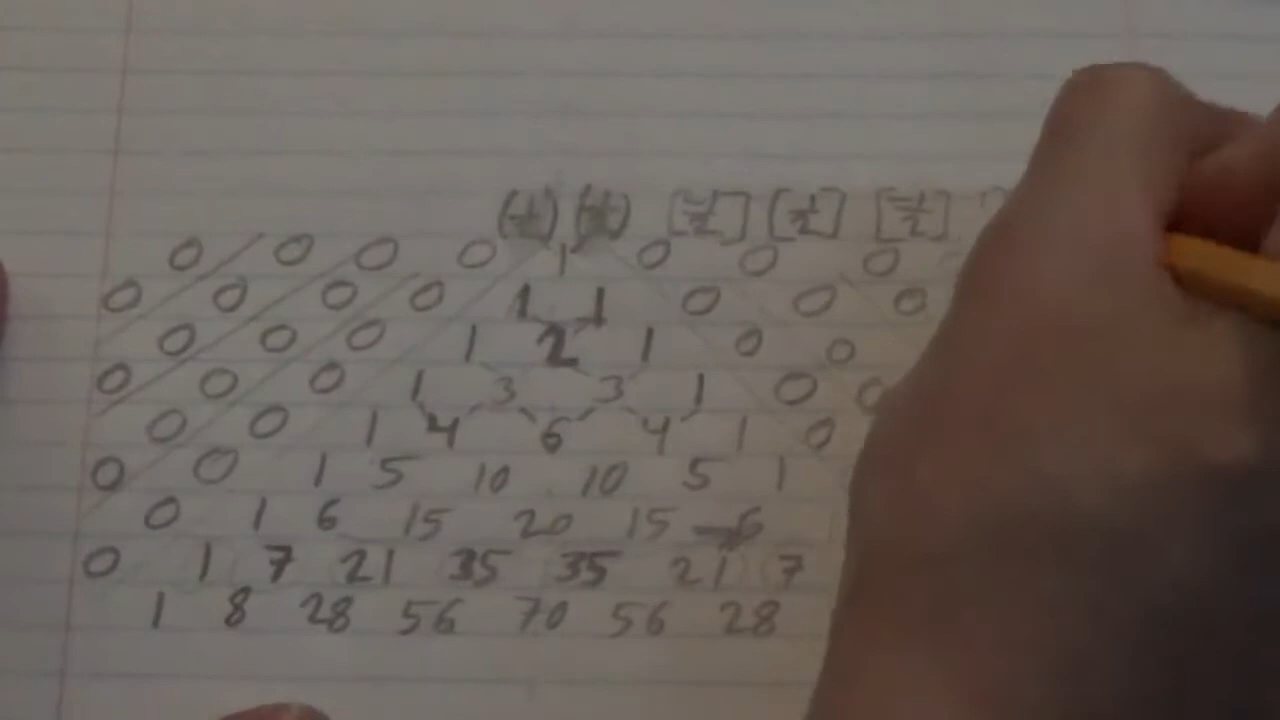 0 0 0 0 1 0 0 0
0 0 0 0 1 1 0 0 0
0 0 0 1 2 1 0 0
0 0 0 1 3 3 1 0
0 0 1 4 6 4 1 0
0 0 1 5 10 10 5 1
0 1 6 15 20 15 6
0 1 7 21 35 35 21 7
1 8 28 56 70 56 28